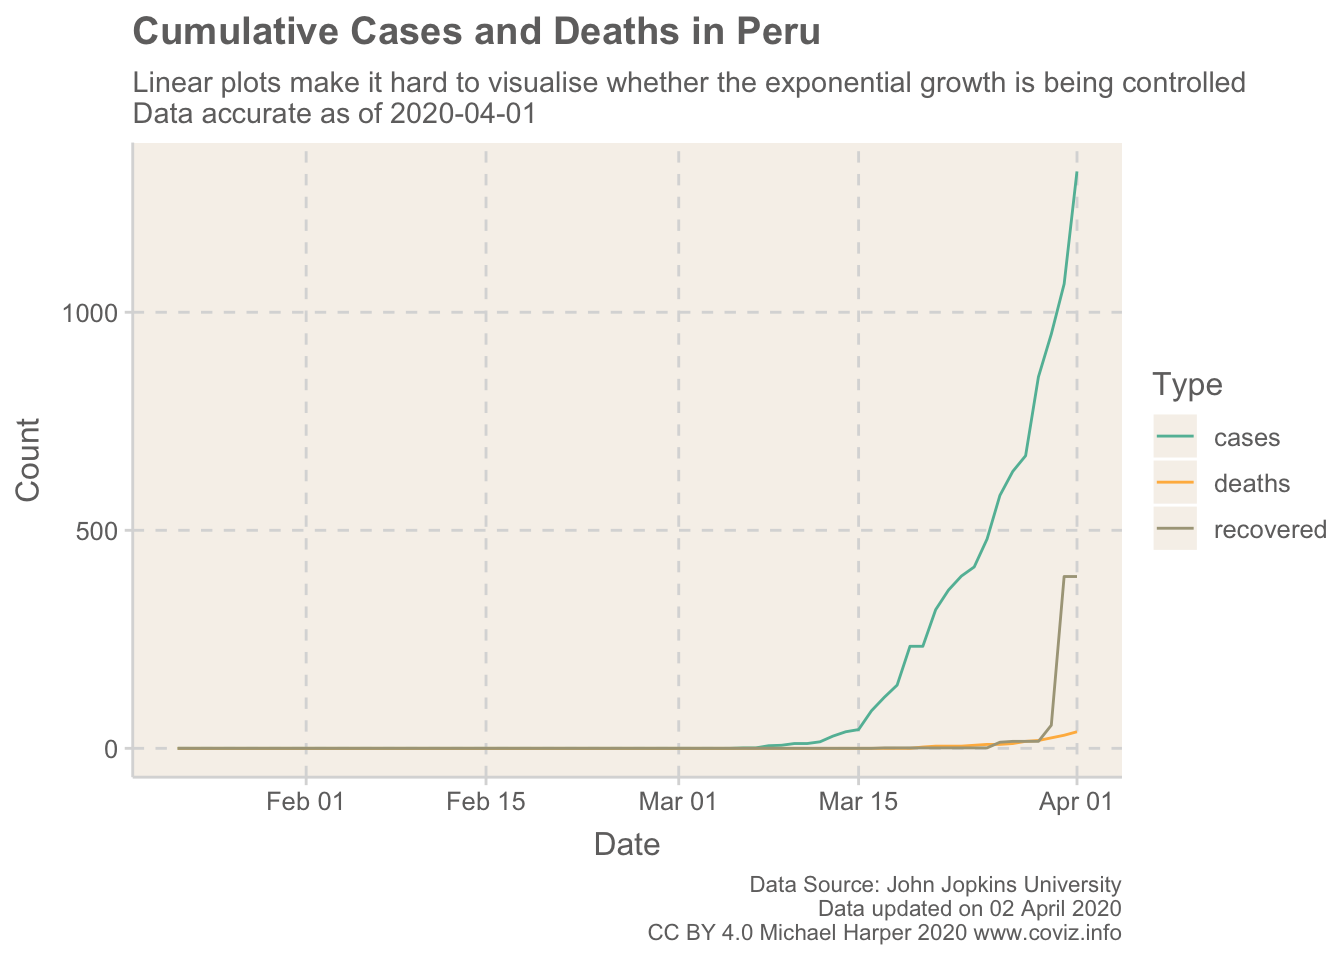 Cumulative Cases and Deaths in Peru
Linear plots make it hard to visualise whether the exponential growth is being controlled
Data accurate as of 2020-04-01
Count
1000
500
0
Feb 01
Feb 15
Mar 01
Mar 15
Apr 01
Date
Type
cases
deaths
recovered
Data Source: John Jopkins University
Data updated on 02 April 2020
CC BY 4.0 Michael Harper 2020 www.coviz.info